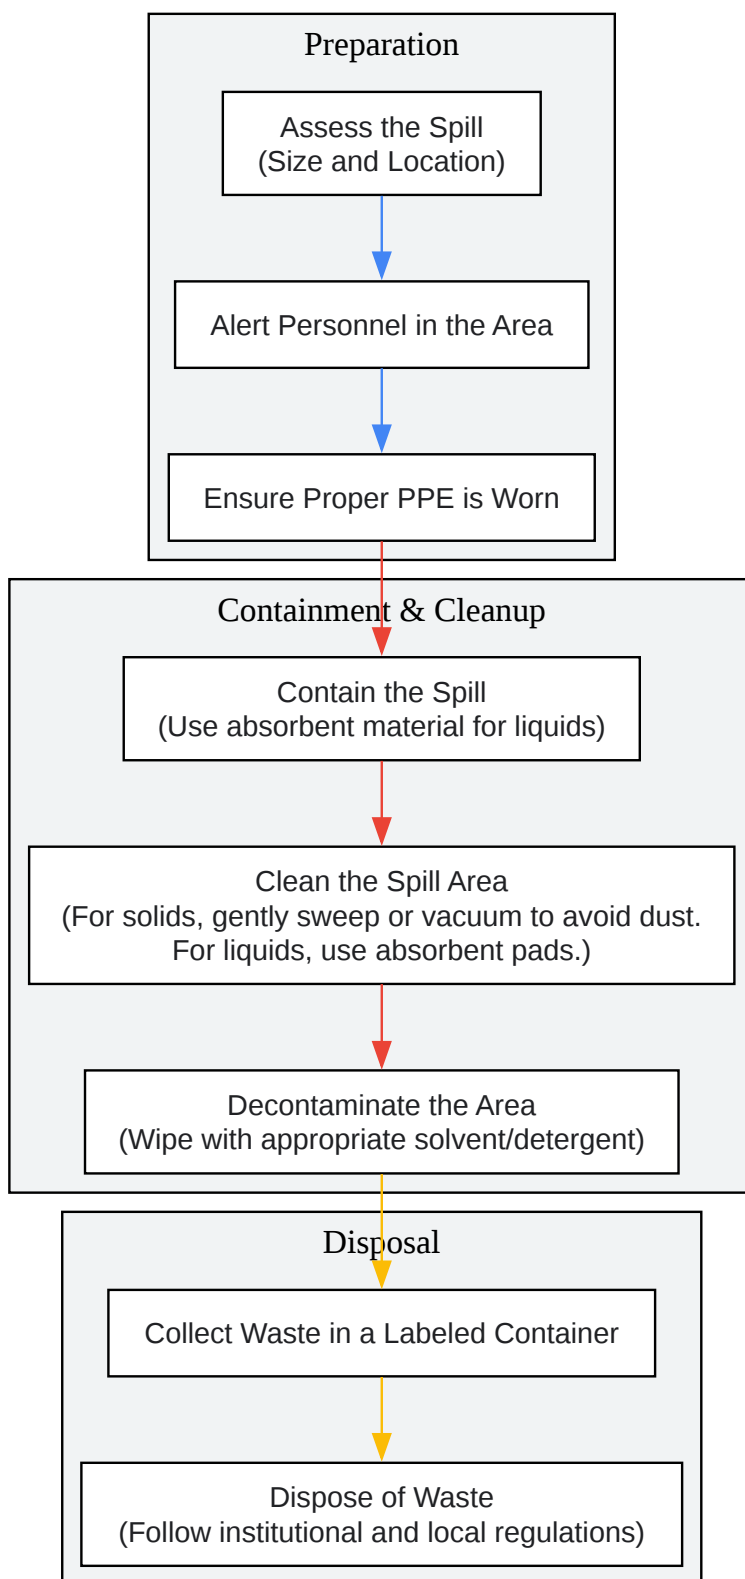 Preparation
Assess the Spill
(Size and Location)
Alert Personnel in the Area
Ensure Proper PPE is Worn
Containment & Cleanup
Contain the Spill
(Use absorbent material for liquids)
Clean the Spill Area
(For solids, gently sweep or vacuum to avoid dust.
For liquids, use absorbent pads.)
Decontaminate the Area
(Wipe with appropriate solvent/detergent)
Disposal
Collect Waste in a Labeled Container
Dispose of Waste
(Follow institutional and local regulations)